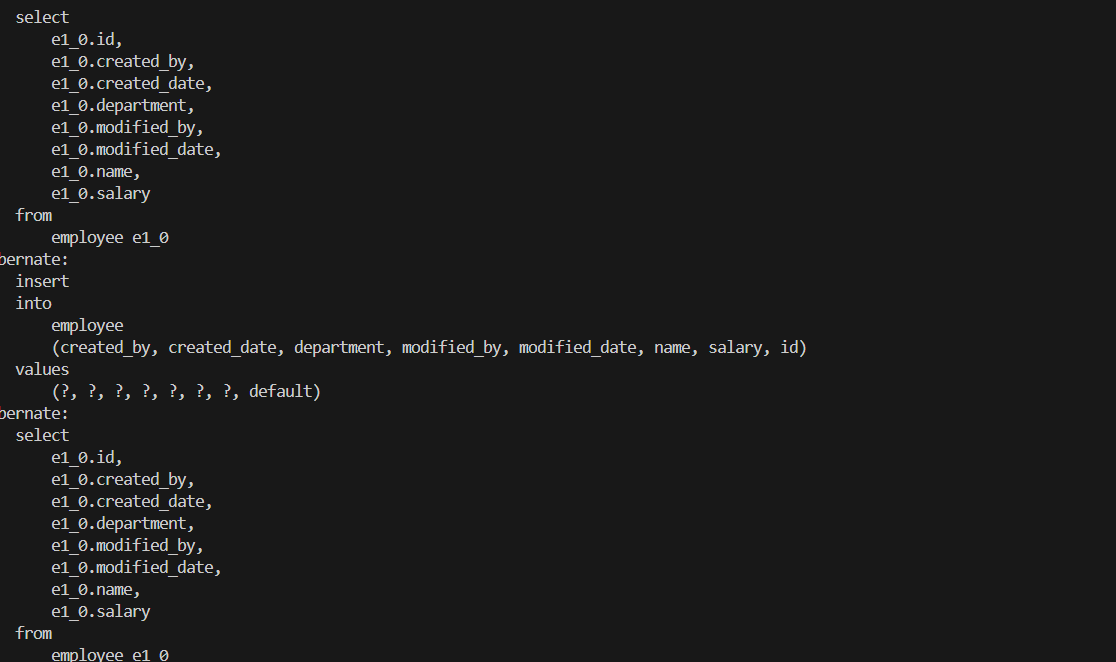 select
e1_0.id,
e1_0.created_by,
e1_0.created_date,
e1_0.department,
e1_0.modified_by,
e1_0.modified_date,
e1_0.name,
e1_0.salary
from
employee e1_0
bernate:
insert
into
employee
(created_by, created_date, department, modified_by, modified_date, name, salary, id)
values
(?, ?, ?, ?, ?, ?, ?, default)
bernate:
select
e1_0.id,
e1_0.created_by,
e1_0.created_date,
e1_0.department,
e1_0.modified_by,
e1_0.modified_date,
e1_0.name,
e1_0.salary
from
employee e1_0